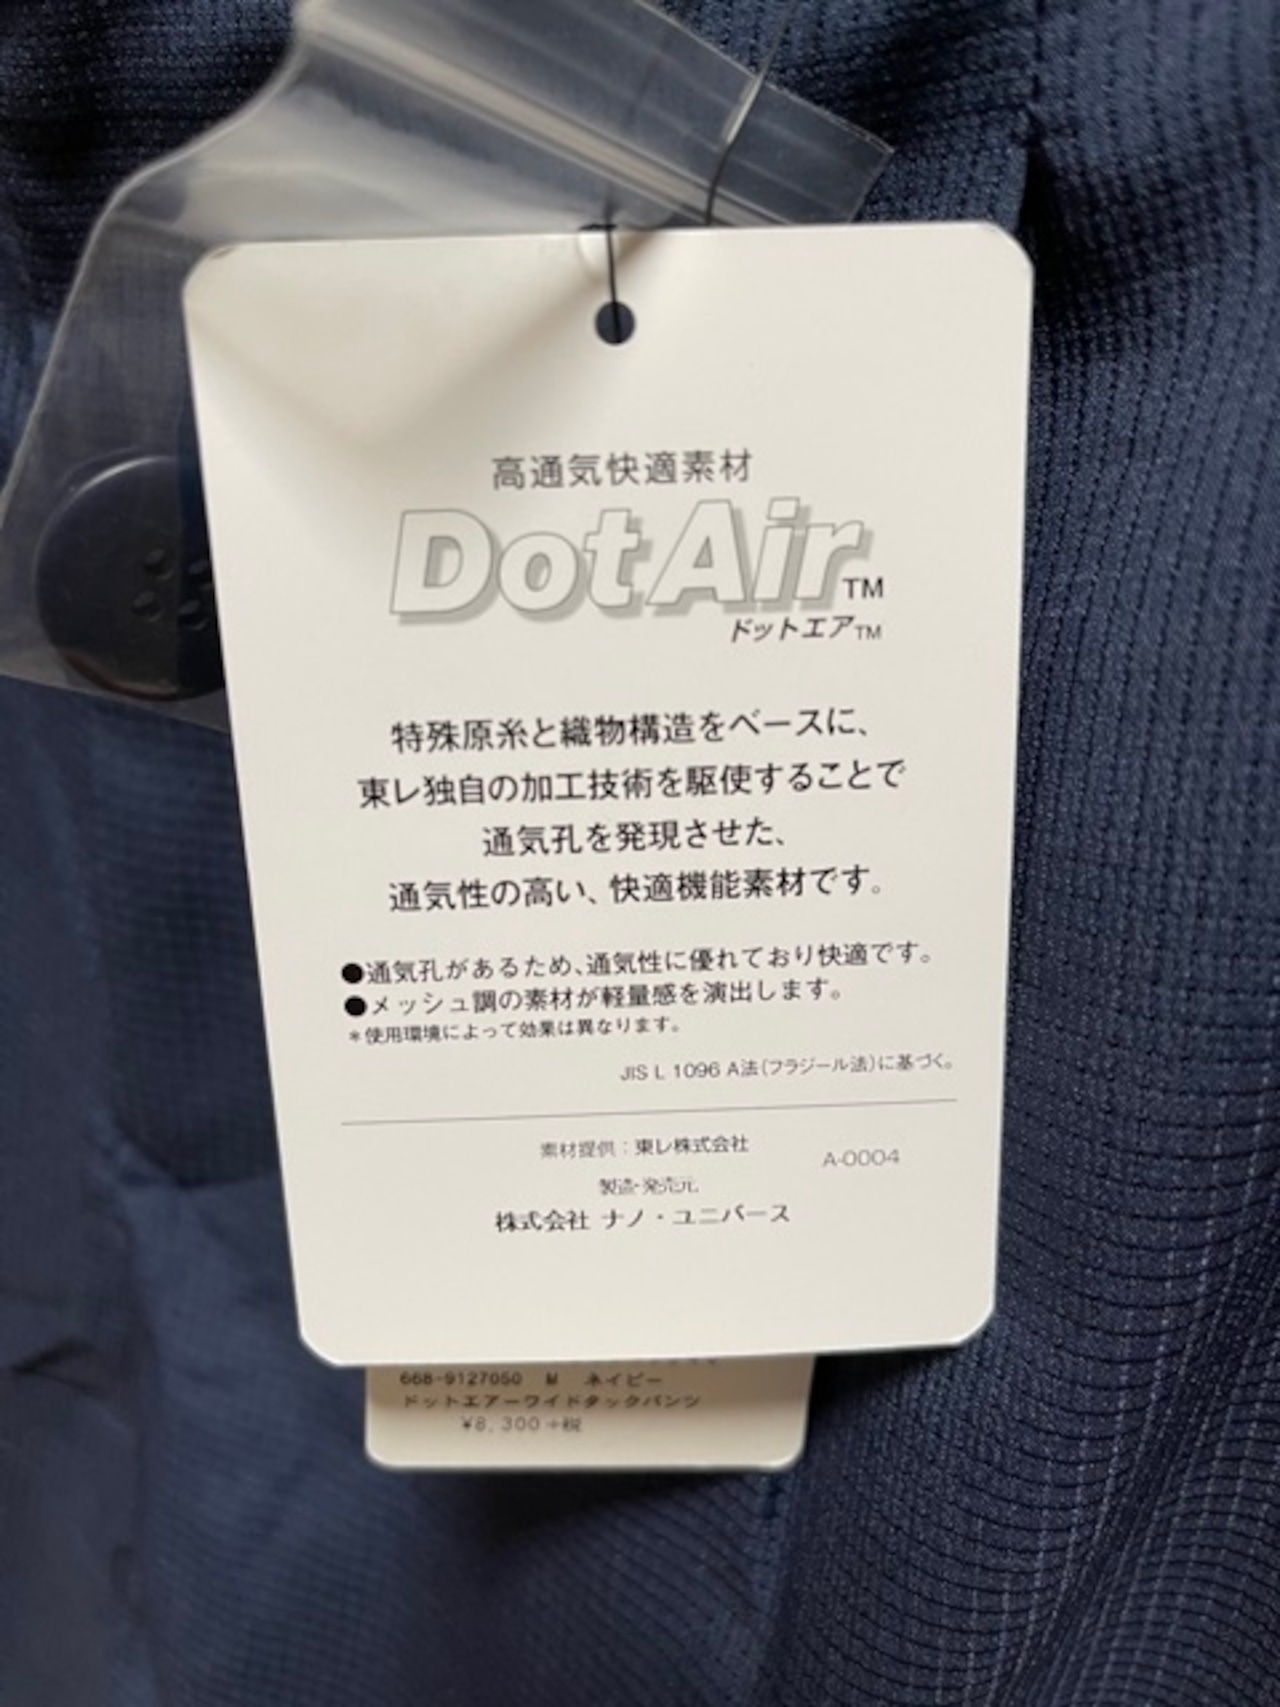 高通気快適素材
DotAir™
ドットエア™
特殊原糸と織物構造をベースに、
東レ独自の加工技術を駆使することで
通気孔を発現させた、
通気性の高い、快適機能素材です。
●通気孔があるため、通気性に優れており快適です。
●メッシュ調の素材が軽量感を演出します。
＊使用環境によって効果は異なります。
JIS L 1096 A法(フラジール法)に基づく。
素材提供：東レ株式会社
A-0004
製造・発売元
株式会社 ナノ・ユニバース
668-9127050 M ネイビー
ドットエアーワイドタックパンツ
¥8,300+税